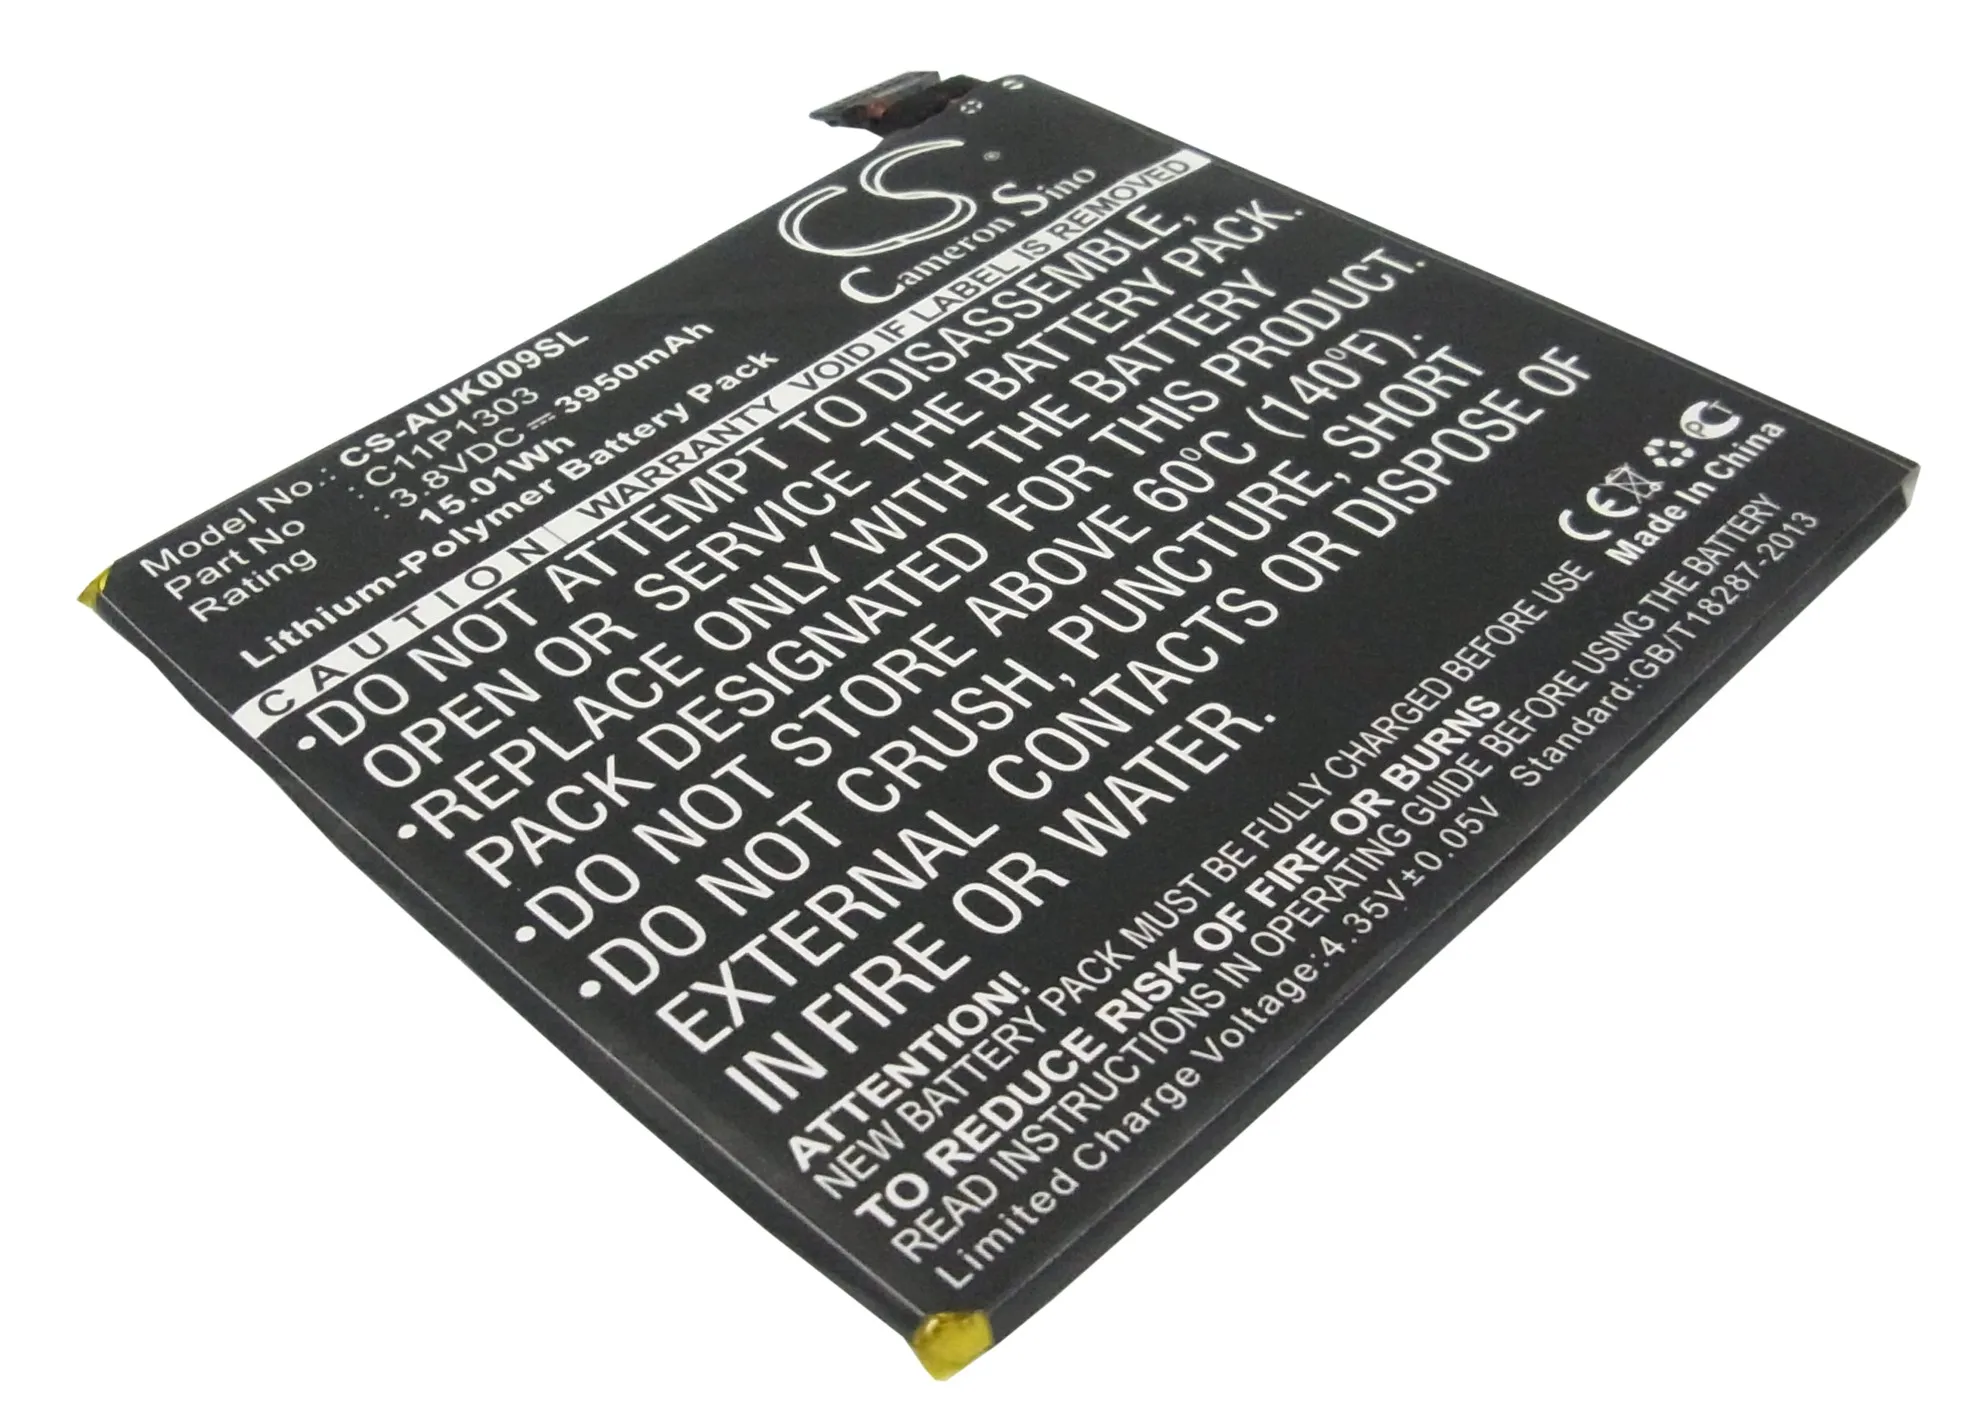 CS
Cameron Sino
Model No.: CS-AUK009SL
Part No : C11P1303
Rating : 3.8VDC 3950mAh
15.01Wh
Lithium-Polymer Battery Pack
CAUTION WARRANTY VOID IF LABEL IS REMOVED
•DO NOT ATTEMPT TO DISASSEMBLE,
OPEN OR SERVICE THE BATTERY PACK.
•REPLACE ONLY WITH THE BATTERY
PACK DESIGNATED FOR THIS PRODUCT.
•DO NOT STORE ABOVE 60°C (140°F).
•DO NOT CRUSH, PUNCTURE, SHORT
EXTERNAL CONTACTS OR DISPOSE OF
IN FIRE OR WATER.
CE
PCT
Made In China
ATTENTION!
NEW BATTERY PACK MUST BE FULLY CHARGED BEFORE USE
TO REDUCE RISK OF FIRE OR BURNS
READ INSTRUCTIONS IN OPERATING GUIDE BEFORE USING THE BATTERY
Limited Charge Voltage:4.35V±0.05V Standard:GB/T18287-2013